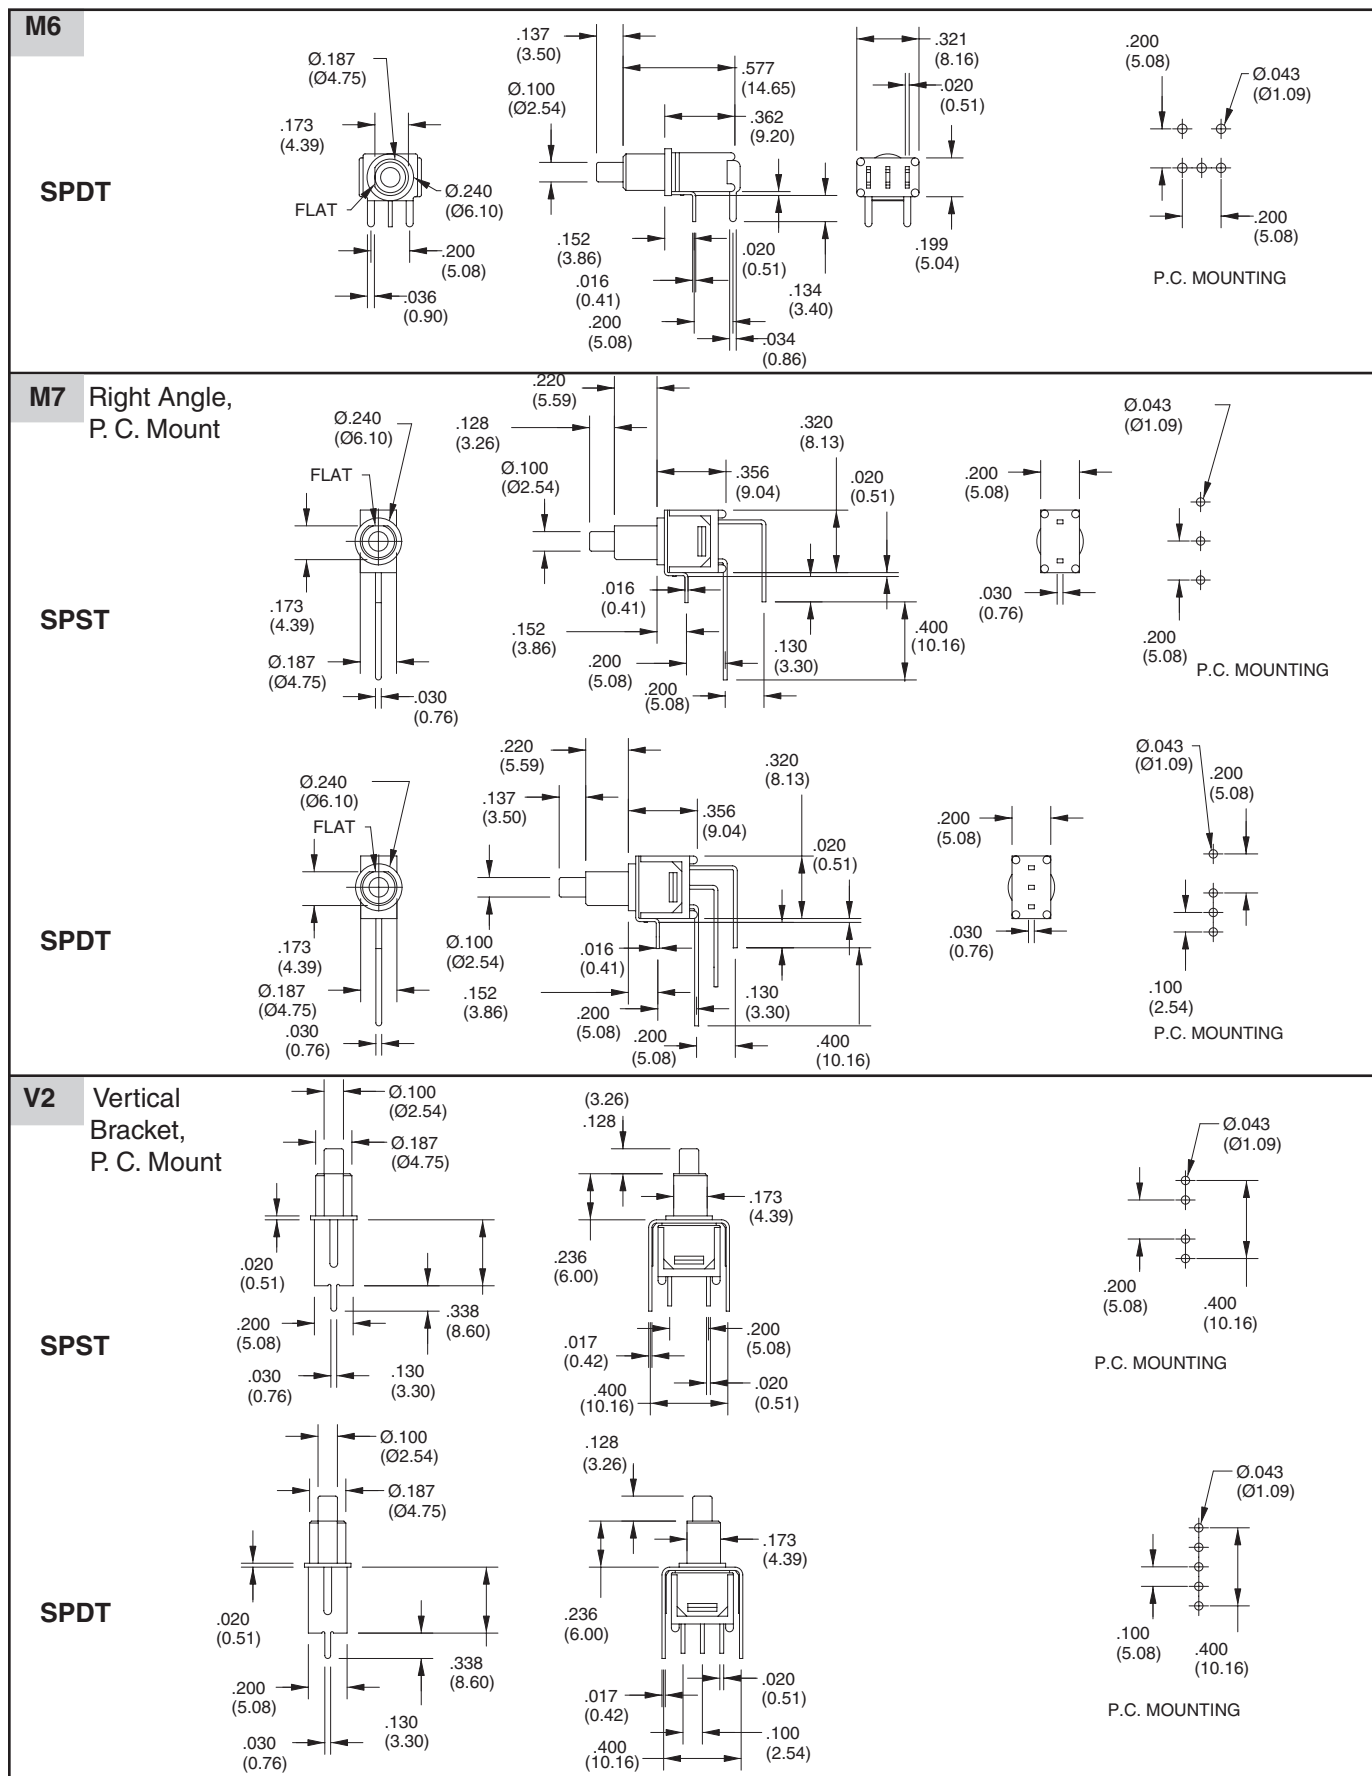 M6
SPDT
Ø.187
(Ø4.75)
.173
(4.39)
FLAT
Ø.240
(Ø6.10)
.200
(5.08)
.036
(0.90)
.137
(3.50)
.577
(14.65)
Ø.100
(Ø2.54)
.362
(9.20)
.152
(3.86)
.020
(0.51)
.016
(0.41)
.134
(3.40)
.200
(5.08)
.034
(0.86)
.321
(8.16)
.020
(0.51)
.199
(5.04)
.200
(5.08)
Ø.043
(Ø1.09)
.200
(5.08)
P.C. MOUNTING
M7 Right Angle,
P. C. Mount
SPST
Ø.240
(Ø6.10)
FLAT
.173
(4.39)
Ø.187
(Ø4.75)
.030
(0.76)
.220
(5.59)
.128
(3.26)
.320
(8.13)
Ø.100
(Ø2.54)
.356
(9.04)
.020
(0.51)
.016
(0.41)
.152
(3.86)
.400
(10.16)
.130
(3.30)
.200
(5.08)
.200
(5.08)
.200
(5.08)
.030
(0.76)
Ø.043
(Ø1.09)
.200
(5.08)
P.C. MOUNTING
SPDT
Ø.240
(Ø6.10)
FLAT
.173
(4.39)
Ø.187
(Ø4.75)
.030
(0.76)
.220
(5.59)
.320
(8.13)
.137
(3.50)
.356
(9.04)
.020
(0.51)
Ø.100
(Ø2.54)
.016
(0.41)
.152
(3.86)
.130
(3.30)
.200
(5.08)
.200
(5.08)
.400
(10.16)
.200
(5.08)
.030
(0.76)
Ø.043
(Ø1.09)
.200
(5.08)
.100
(2.54)
P.C. MOUNTING
V2 Vertical
Bracket,
P. C. Mount
SPST
Ø.100
(Ø2.54)
Ø.187
(Ø4.75)
.020
(0.51)
.200
(5.08)
.338
(8.60)
.030
(0.76)
.130
(3.30)
(3.26)
.128
.173
(4.39)
.236
(6.00)
.017
(0.42)
.200
(5.08)
.400
(10.16)
.020
(0.51)
Ø.043
(Ø1.09)
.200
(5.08)
.400
(10.16)
P.C. MOUNTING
SPDT
Ø.100
(Ø2.54)
Ø.187
(Ø4.75)
.020
(0.51)
.200
(5.08)
.338
(8.60)
.030
(0.76)
.130
(3.30)
.128
(3.26)
.173
(4.39)
.236
(6.00)
.017
(0.42)
.020
(0.51)
.100
(2.54)
.400
(10.16)
Ø.043
(Ø1.09)
.100
(5.08)
.400
(10.16)
P.C. MOUNTING